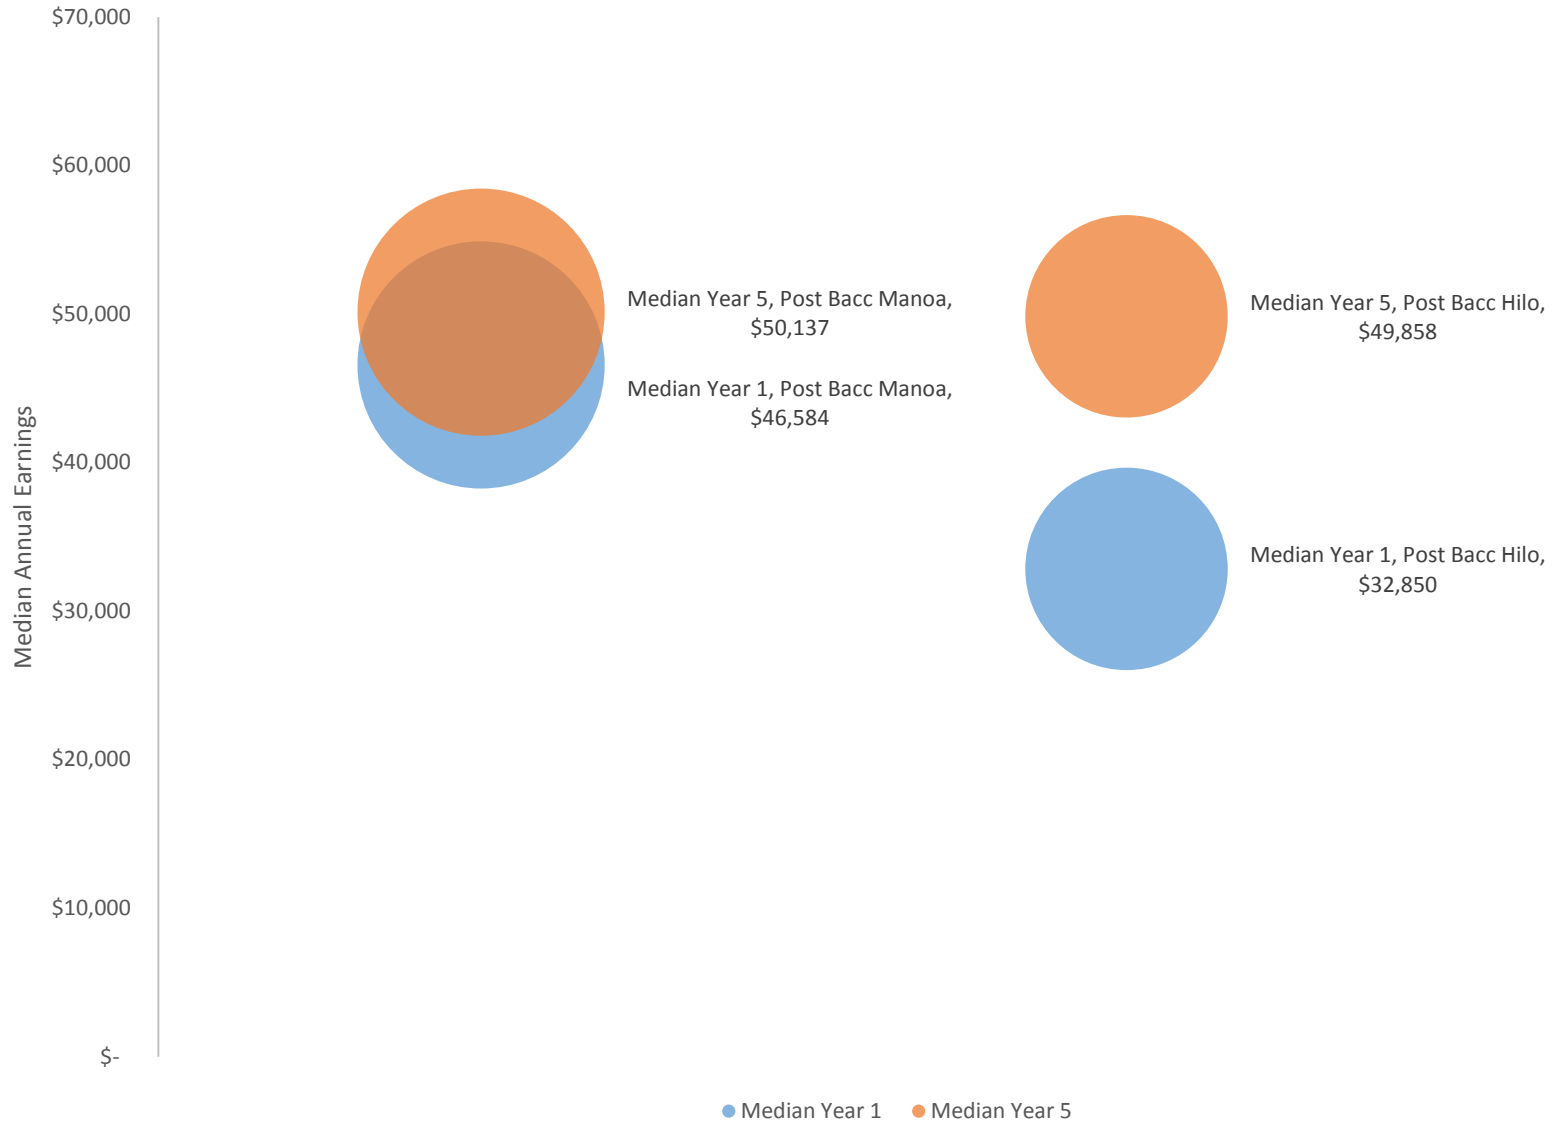 $70,000
$60,000
$50,000
$40,000
$30,000
$20,000
$10,000
$-
Median Annual Earnings
Median Year 5, Post Bacc Manoa,
$50,137
Median Year 1, Post Bacc Manoa,
$46,584
Median Year 5, Post Bacc Hilo,
$49,858
Median Year 1, Post Bacc Hilo,
$32,850
Median Year 1
Median Year 5